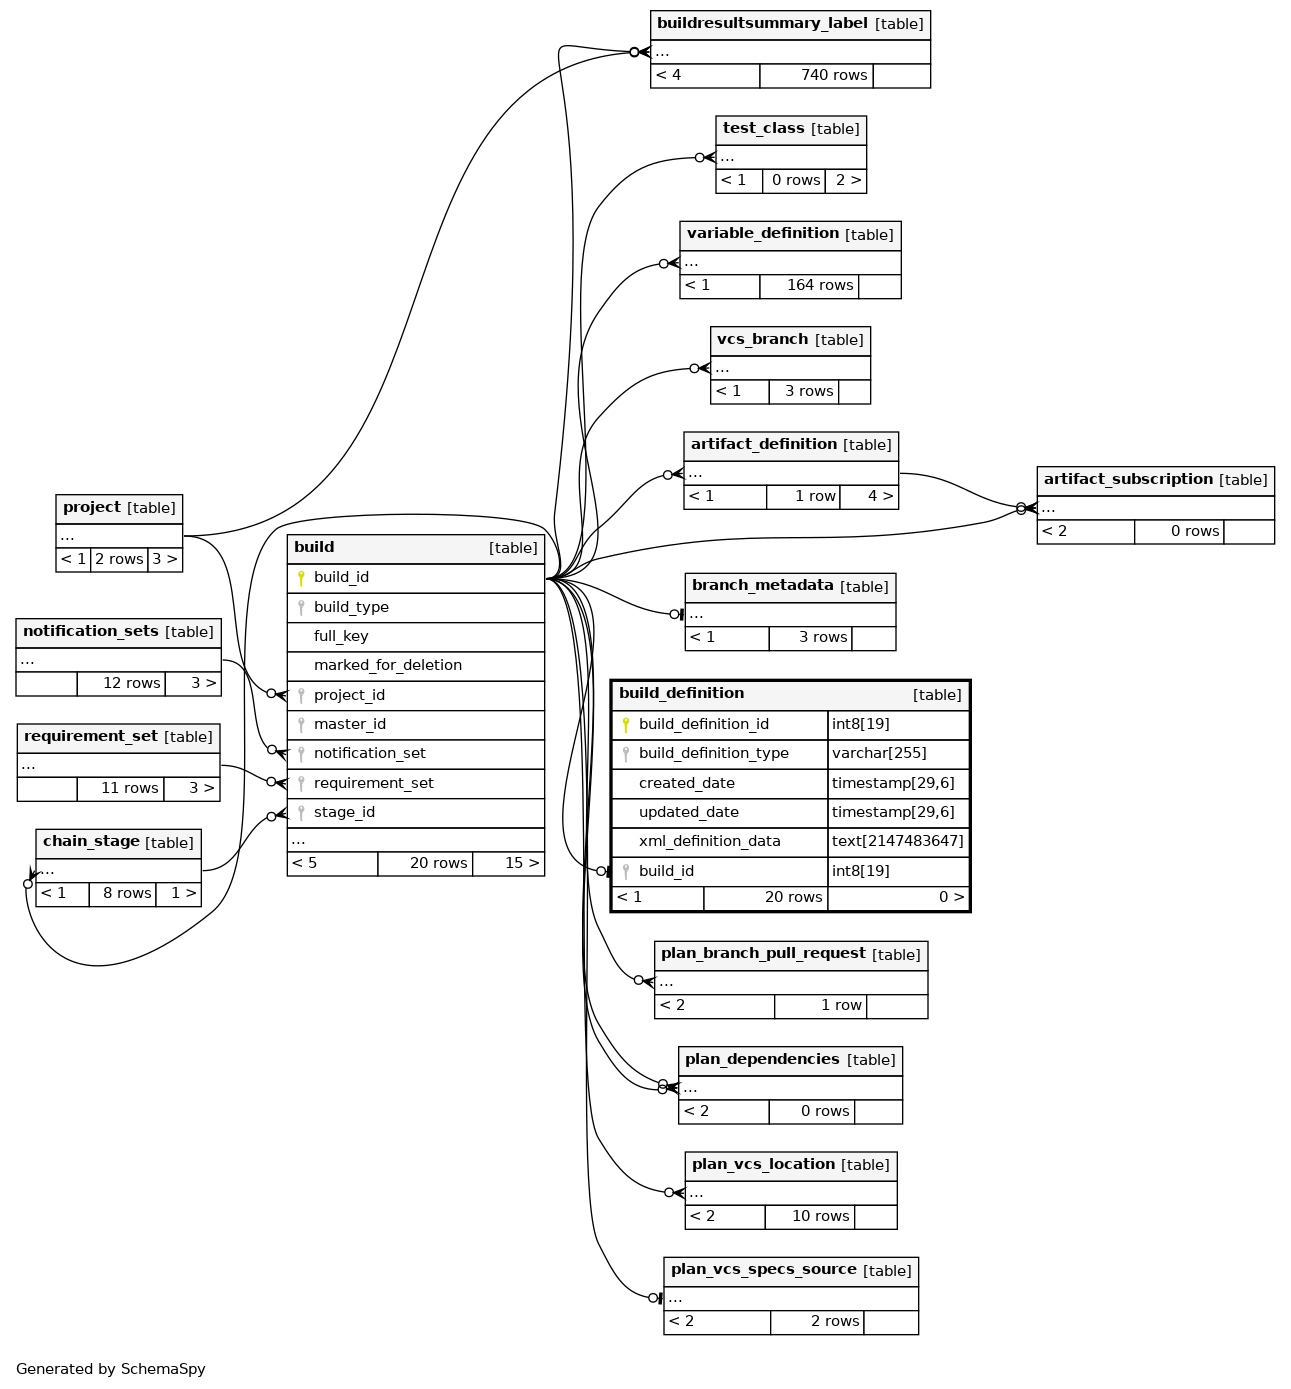 buildresultsummary_label [table]
...
< 4 740 rows
test_class [table]
...
< 1 0 rows 2 >
variable_definition [table]
...
< 1 164 rows
vcs_branch [table]
...
< 1 3 rows
artifact_definition [table]
...
< 1 1 row 4 >
artifact_subscription [table]
...
< 2 0 rows
project [table]
...
< 1 2 rows 3 >
build [table]
build_id
build_type
full_key
marked_for_deletion
project_id
master_id
notification_set
requirement_set
stage_id
...
< 5 20 rows 15 >
branch_metadata [table]
...
< 1 3 rows
notification_sets [table]
...
12 rows 3 >
requirement_set [table]
...
11 rows 3 >
chain_stage [table]
...
< 1 8 rows 1 >
build_definition [table]
build_definition_id int8[19]
build_definition_type varchar[255]
created_date timestamp[29,6]
updated_date timestamp[29,6]
xml_definition_data text[2147483647]
build_id int8[19]
< 1 20 rows 0 >
plan_branch_pull_request [table]
...
< 2 1 row
plan_dependencies [table]
...
< 2 0 rows
plan_vcs_location [table]
...
< 2 10 rows
plan_vcs_specs_source [table]
...
< 2 2 rows
Generated by SchemaSpy